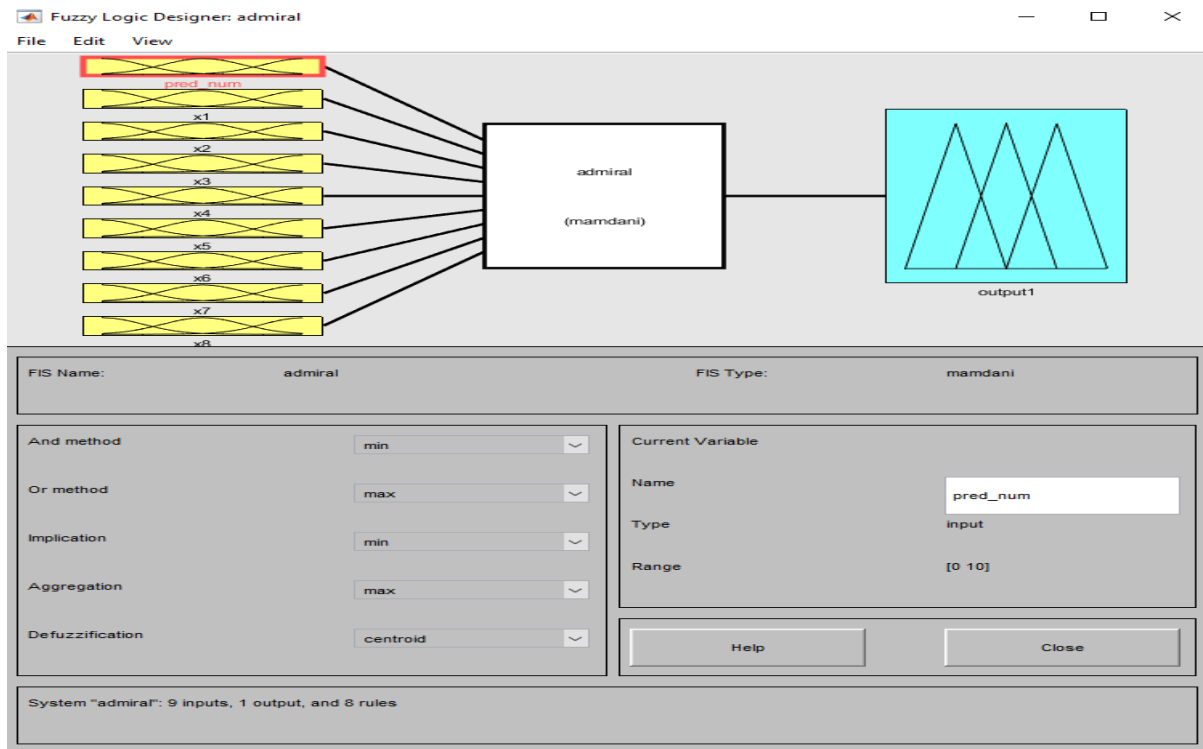 Fuzzy Logic Designer: admiral
File Edit View
pred_num
x1
x2
x3
x4
x5
x6
x7
x8
admiral
(mamdani)
output1
FIS Name: admiral FIS Type: mamdani
And method min
Or method max
Implication min
Aggregation max
Defuzzification centroid
Current Variable
Name pred_num
Type input
Range [0 10]
Help Close
System "admiral": 9 inputs, 1 output, and 8 rules